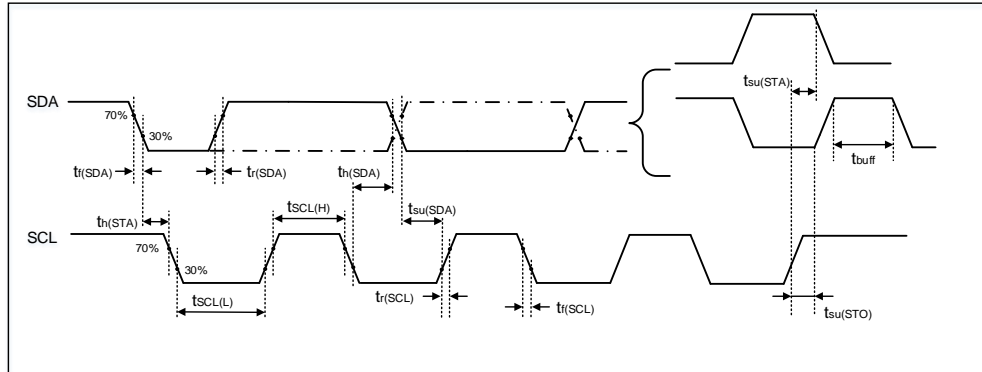 tsu(STA)
SDA
70%
30%
tbuff
tf(SDA)
tr(SDA)
th(SDA)
tsu(SDA)
th(STA)
tSCL(H)
SCL
70%
30%
tSCL(L)
tr(SCL)
tf(SCL)
tsu(STO)